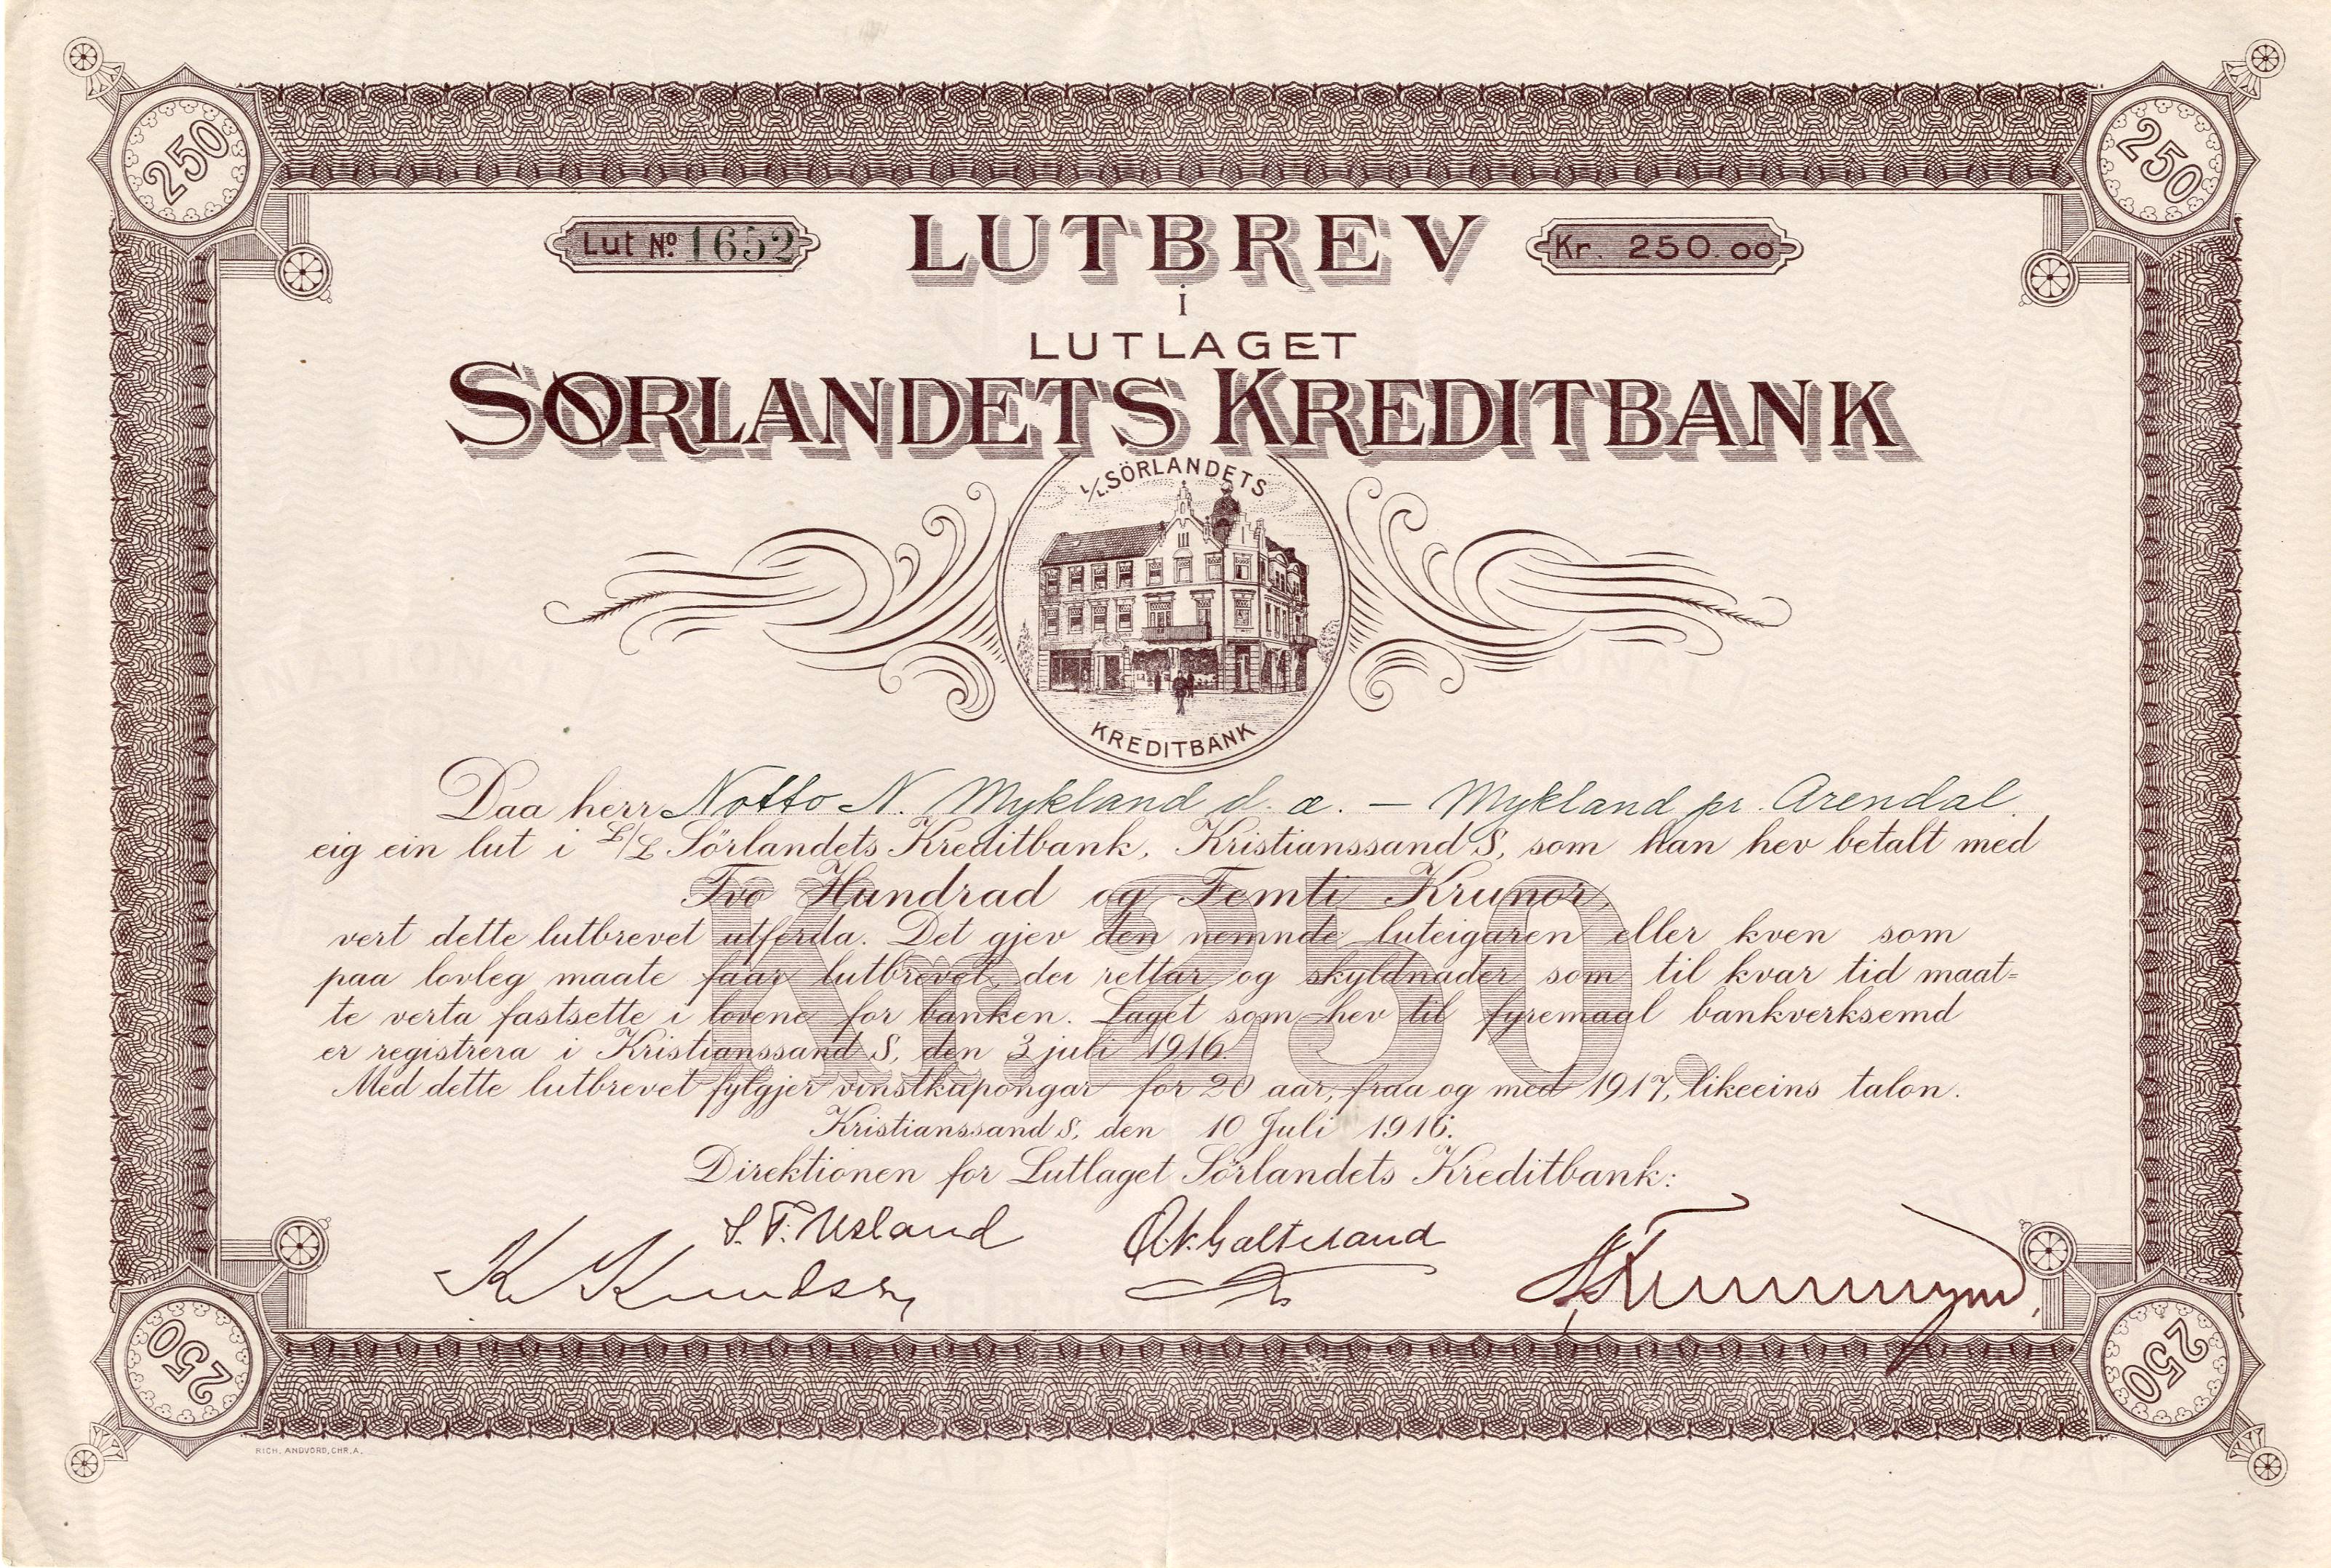 250
250
Lut Nº 1652
LUTBREV
Kr. 250.00
i
LUTLAGET
SØRLANDETS KREDITBANK
L/L. SÖRLANDETS
KREDITBANK
Daa herr Notto N. Mykland d. æ. – Mykland pr. Arendal
eig ein lut i L/L Sörlandets Kreditbank, Kristianssand S, som han hev betalt med
Tvo Hundrad og Femti Krunor,
vert dette lutbrevet utferda. Det gjev den nemnde luteigaren eller kven som
paa lovleg maate faar lutbrevet, dei rettar og skyldnader som til kvar tid maat=
te verta fastsette i lovene for banken. Laget som hev til fyremaal bankverksemd
er registrera i Kristianssand S, den 3 juli 1916.
Med dette lutbrevet fylgjer vinstkupongar for 20 aar, fraa og med 1917, likeeins talon.
Kr. 250.
Kristianssand S, den 10 Juli 1916.
Direktionen for Lutlaget Sörlandets Kreditbank:
S. T. Usland
K Knudsen
250
250
RICH. ANDVORD, CHR.A.